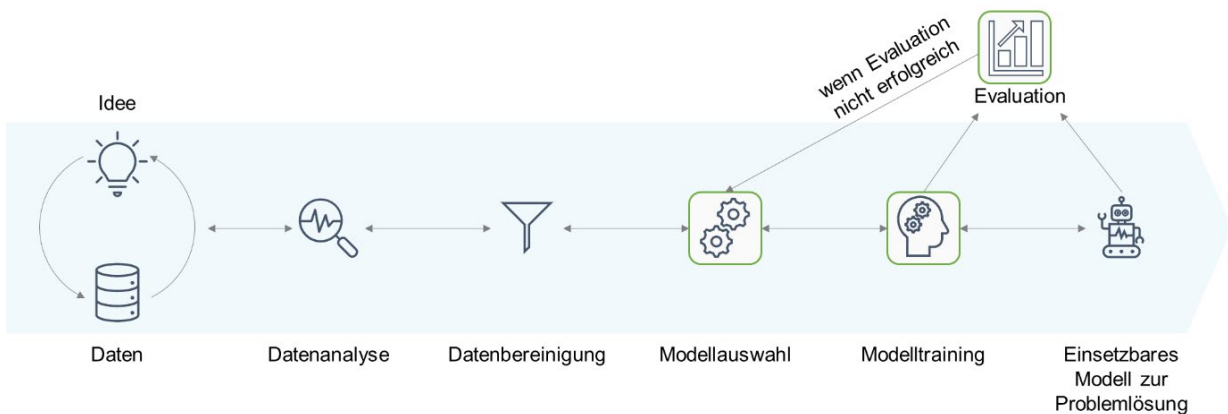 wenn Evaluation
nicht erfolgreich
Evaluation
Idee
Daten
Datenanalyse
Datenbereinigung
Modellauswahl
Modelltraining
Einsetzbares
Modell zur
Problemlösung